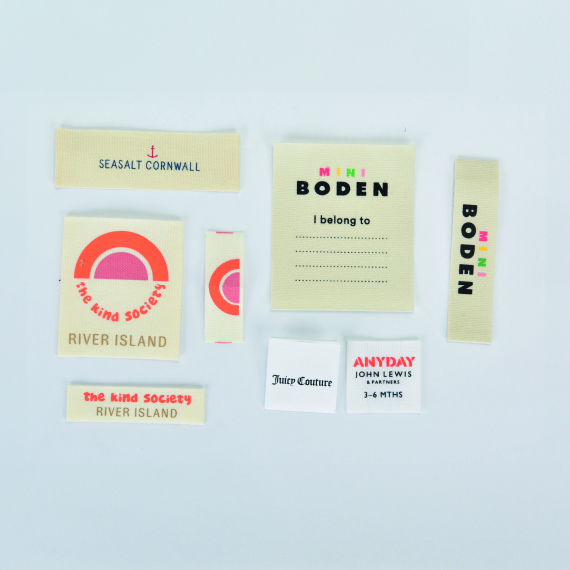 SEASALT CORNWALL
MINI
BODEN
I belong to
MINI
BODEN
the kind society
RIVER ISLAND
the kind society
RIVER ISLAND
Juicy Couture
ANYDAY
JOHN LEWIS
& PARTNERS
3-6 MTHS